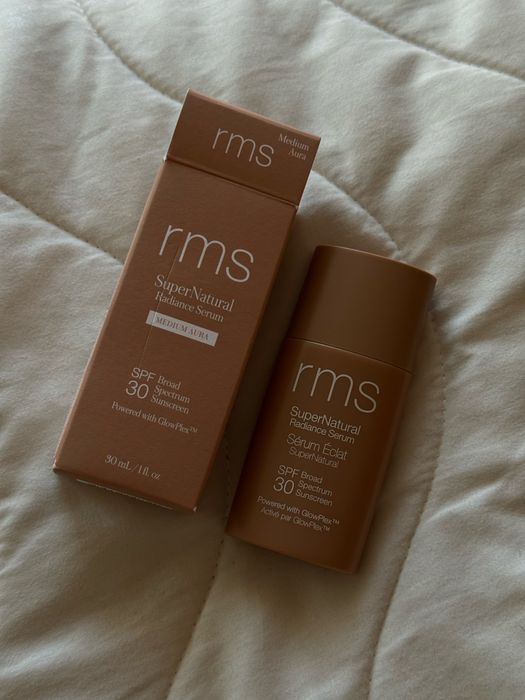 rms
Medium
Aura
rms
SuperNatural
Radiance Serum
MEDIUM AURA
SPF Broad
30 Spectrum
Sunscreen
Powered with GlowPlex™
30 mL/1 fl. oz
rms
SuperNatural
Radiance Serum
Sérum Éclat
SuperNatural
SPF Broad
30 Spectrum
Sunscreen
Powered with GlowPlex™
Activé par GlowPlex™